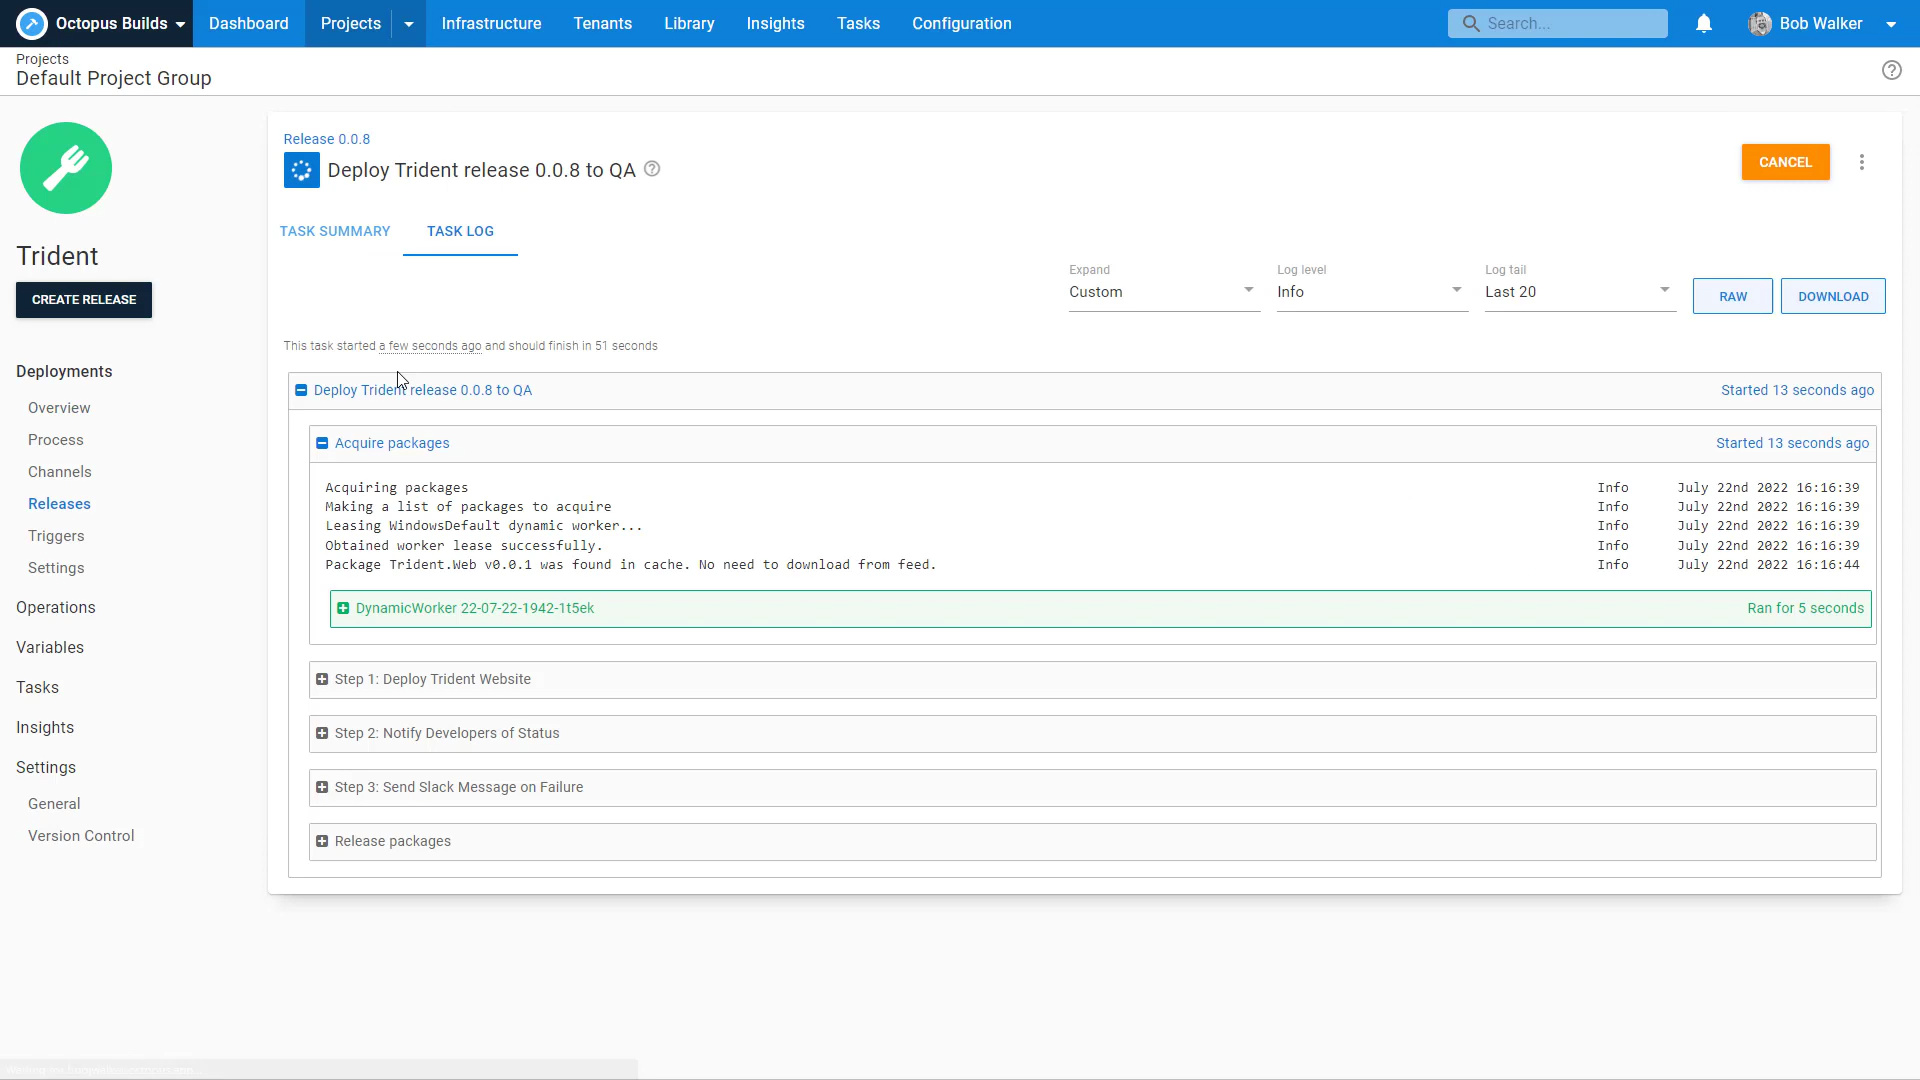 Octopus Builds
Dashboard
Projects
Infrastructure
Tenants
Library
Insights
Tasks
Configuration
Search...
Bob Walker
Projects
Default Project Group
Trident
CREATE RELEASE
Deployments
Overview
Process
Channels
Releases
Triggers
Settings
Operations
Variables
Tasks
Insights
Settings
General
Version Control
Release 0.0.8
Deploy Trident release 0.0.8 to QA
CANCEL
TASK SUMMARY
TASK LOG
Expand
Custom
Log level
Info
Log tail
Last 20
RAW
DOWNLOAD
This task started a few seconds ago and should finish in 51 seconds
Deploy Trident release 0.0.8 to QA Started 13 seconds ago
Acquire packages Started 13 seconds ago
Acquiring packages Info July 22nd 2022 16:16:39
Making a list of packages to acquire Info July 22nd 2022 16:16:39
Leasing WindowsDefault dynamic worker... Info July 22nd 2022 16:16:39
Obtained worker lease successfully. Info July 22nd 2022 16:16:39
Package Trident.Web v0.0.1 was found in cache. No need to download from feed. Info July 22nd 2022 16:16:44
DynamicWorker 22-07-22-1942-1t5ek Ran for 5 seconds
Step 1: Deploy Trident Website
Step 2: Notify Developers of Status
Step 3: Send Slack Message on Failure
Release packages